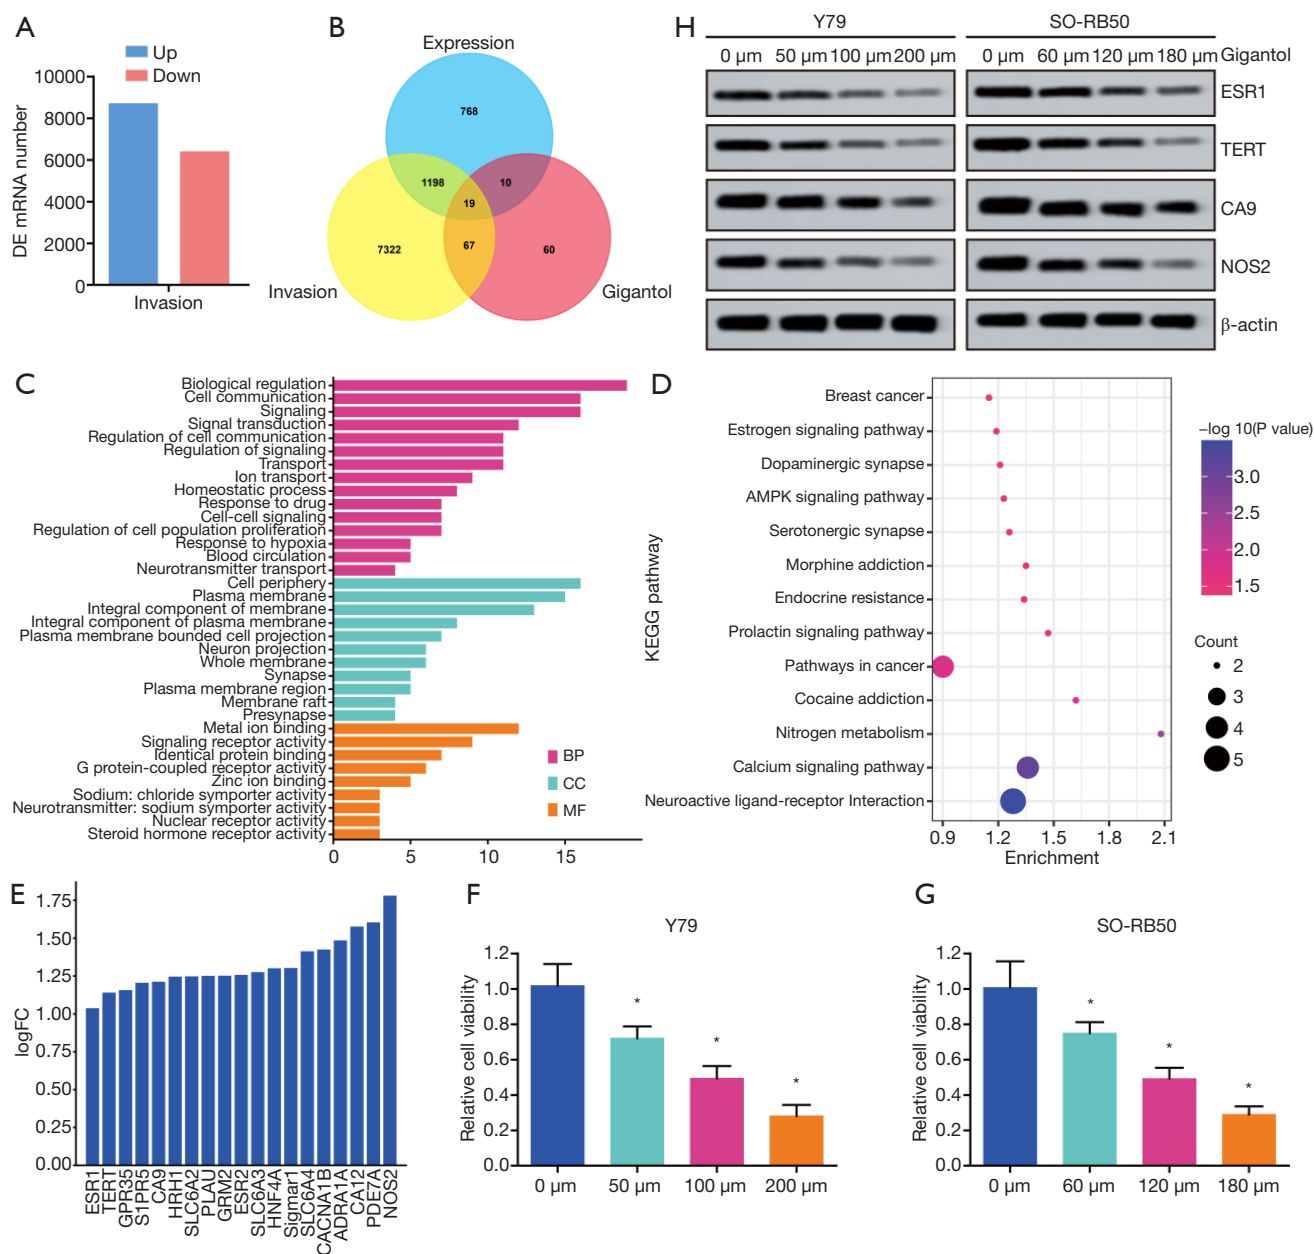 A
Up
Down
10000
8000
6000
4000
2000
0
DE mRNA number
Invasion
B
Expression
768
1198
10
19
7322
67
60
Invasion
Gigantol
H
Y79
SO-RB50
0 µm 50 µm 100 µm 200 µm
0 µm 60 µm 120 µm 180 µm Gigantol
ESR1
TERT
CA9
NOS2
β-actin
C
Biological regulation
Cell communication
Signaling
Signal transduction
Regulation of cell communication
Regulation of signaling
Transport
Ion transport
Homeostatic process
Response to drug
Cell-cell signaling
Regulation of cell population proliferation
Response to hypoxia
Blood circulation
Neurotransmitter transport
Cell periphery
Plasma membrane
Integral component of membrane
Integral component of plasma membrane
Plasma membrane bounded cell projection
Neuron projection
Whole membrane
Synapse
Plasma membrane region
Membrane raft
Presynapse
Metal ion binding
Signaling receptor activity
Identical protein binding
G protein-coupled receptor activity
Zinc ion binding
Sodium: chloride symporter activity
Neurotransmitter: sodium symporter activity
Nuclear receptor activity
Steroid hormone receptor activity
BP
CC
MF
0 5 10 15
D
KEGG pathway
Breast cancer
Estrogen signaling pathway
Dopaminergic synapse
AMPK signaling pathway
Serotonergic synapse
Morphine addiction
Endocrine resistance
Prolactin signaling pathway
Pathways in cancer
Cocaine addiction
Nitrogen metabolism
Calcium signaling pathway
Neuroactive ligand-receptor Interaction
0.9 1.2 1.5 1.8 2.1
Enrichment
−log 10(P value)
3.0
2.5
2.0
1.5
Count
2
3
4
5
E
logFC
1.75
1.50
1.25
1.00
0.75
0.50
0.25
0.00
ESR1
TERT
GPR35
S1PR5
CA9
HRH1
SLC6A2
PLAU
GRM2
ESR2
SLC6A3
HNF4A
Sigmar1
SLC6A4
CACNA1B
ADRA1A
CA12
PDE7A
NOS2
F
Y79
Relative cell viability
1.2
1.0
0.8
0.6
0.4
0.2
0.0
*
*
*
0 µm 50 µm 100 µm 200 µm
G
SO-RB50
Relative cell viability
1.2
1.0
0.8
0.6
0.4
0.2
0.0
*
*
*
0 µm 60 µm 120 µm 180 µm